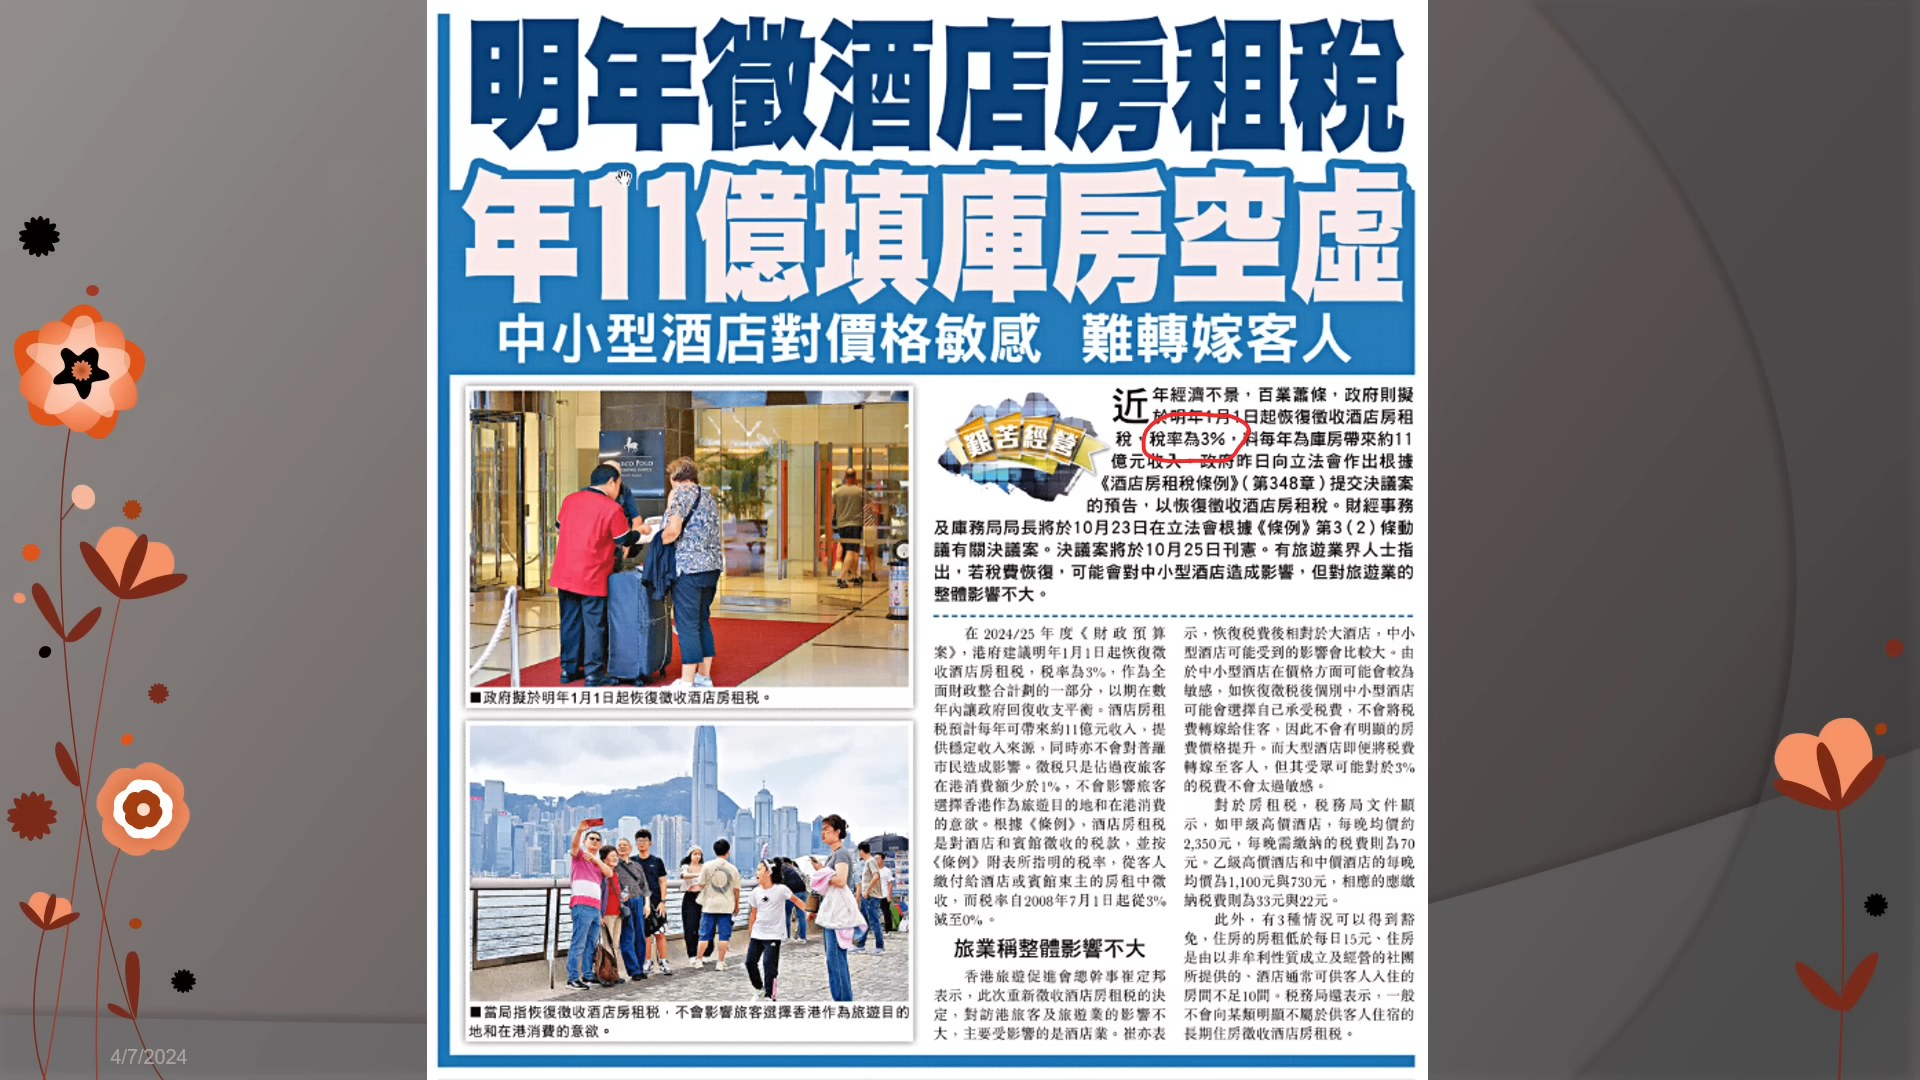 明年徵酒店房租稅
年11億填庫房空虛
中小型酒店對價格敏感 難轉嫁客人
MARCO POLO
■政府擬於明年1月1日起恢復徵收酒店房租稅。
■當局指恢復徵收酒店房租稅，不會影響旅客選擇香港作為旅遊目的
地和在港消費的意欲。
艱苦經營
近年經濟不景，百業蕭條，政府則擬
於明年1月1日起恢復徵收酒店房租
稅，稅率為3%，料每年為庫房帶來約11
億元收入。政府昨日向立法會作出根據
《酒店房租稅條例》（第348章）提交決議案
的預告，以恢復徵收酒店房租稅。財經事務
及庫務局局長將於10月23日在立法會根據《條例》第3（2）條動
議有關決議案。決議案將於10月25日刊憲。有旅遊業界人士指
出，若稅費恢復，可能會對中小型酒店造成影響，但對旅遊業的
整體影響不大。
在2024/25年度《財政預算
案》，港府建議明年1月1日起恢復徵
收酒店房租稅，稅率為3%，作為全
面財政整合計劃的一部分，以期在數
年內讓政府回復收支平衡。酒店房租
稅預計每年可帶來約11億元收入，提
供穩定收入來源，同時亦不會對普羅
市民造成影響。徵稅只是佔過夜旅客
在港消費額少於1%，不會影響旅客
選擇香港作為旅遊目的地和在港消費
的意欲。根據《條例》，酒店房租稅
是對酒店和賓館徵收的稅款，並按
《條例》附表所指明的稅率，從客人
繳付給酒店或賓館東主的房租中徵
收，而稅率自2008年7月1日起從3%
減至0%。
旅業稱整體影響不大
香港旅遊促進會總幹事崔定邦
表示，此次重新徵收酒店房租稅的決
定，對訪港旅客及旅遊業的影響不
大，主要受影響的是酒店業。崔亦表
示，恢復稅費後相對於大酒店，中小
型酒店可能受到的影響會比較大。由
於中小型酒店在價格方面可能會較為
敏感，如恢復徵稅後個別中小型酒店
可能會選擇自己承受稅費，不會將稅
費轉嫁給住客，因此不會有明顯的房
費價格提升。而大型酒店即便將稅費
轉嫁至客人，但其受眾可能對於3%
的稅費不會太過敏感。
對於房租稅，稅務局文件顯
示，如甲級高價酒店，每晚均價約
2,350元，每晚需繳納的稅費則為70
元。乙級高價酒店和中價酒店的每晚
均價為1,100元與730元，相應的應繳
納稅費則為33元與22元。
此外，有3種情況可以得到豁
免，住房的房租低於每日15元、住房
是由以非牟利性質成立及經營的社團
所提供的、酒店通常可供客人入住的
房間不足10間。稅務局還表示，一般
不會向某類明顯不屬於供客人住宿的
長期住房徵收酒店房租稅。
4/7/2024